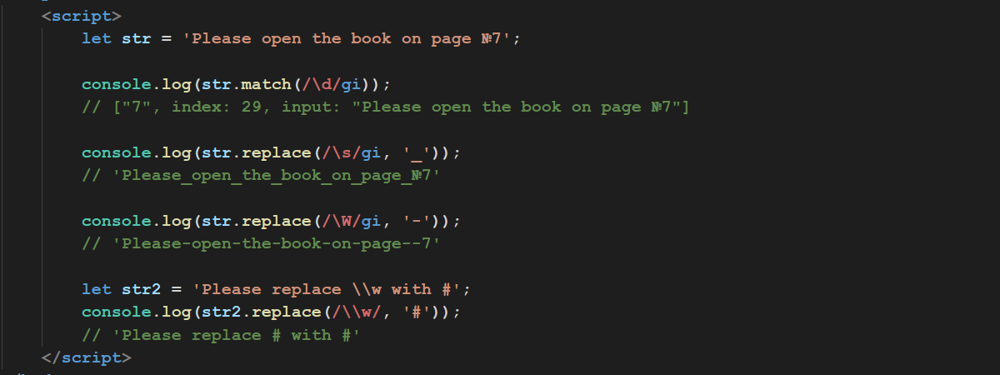 <script>
let str = 'Please open the book on page №7';
console.log(str.match(/\d/gi));
// ["7", index: 29, input: "Please open the book on page №7"]
console.log(str.replace(/\s/gi, '_'));
// 'Please_open_the_book_on_page_№7'
console.log(str.replace(/\W/gi, '-'));
// 'Please-open-the-book-on-page--7'
let str2 = 'Please replace \\w with #';
console.log(str2.replace(/\\w/, '#'));
// 'Please replace # with #'
</script>